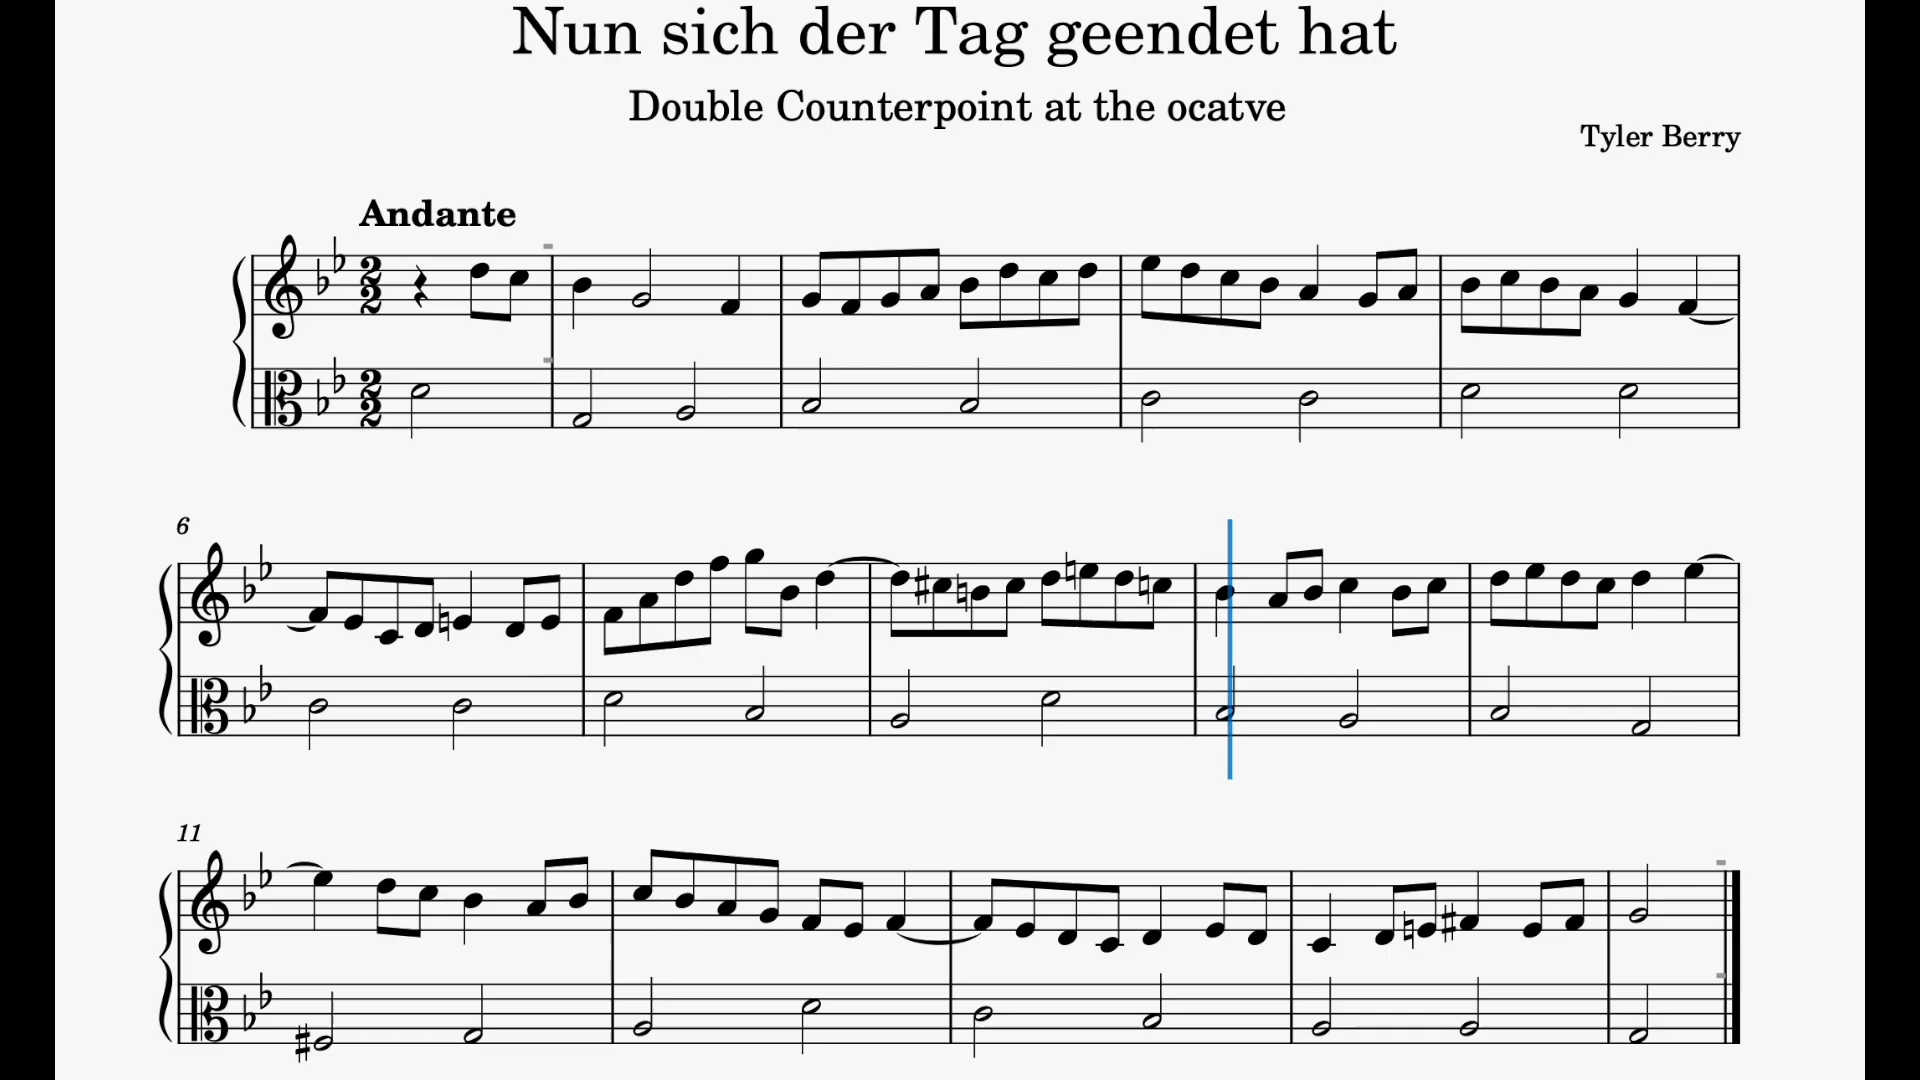 Nun sich der Tag geendet hat
Double Counterpoint at the ocatve
Tyler Berry
Andante
6
11